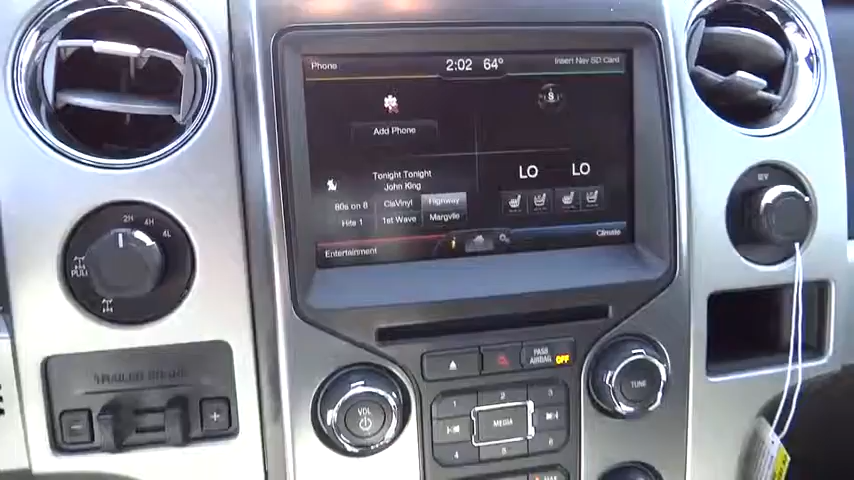 Phone
2:02 64°
Insert Nav SD Card
Add Phone
Tonight Tonight
John King
LO LO
80s on 8
ClsVinyl
Highway
Hits 1
1st Wave
Margville
Entertainment
Climate
2H 4H 4L
PULL
PASS AIRBAG OFF
VOL
MEDIA
TUNE
1 2 3
4 5 6